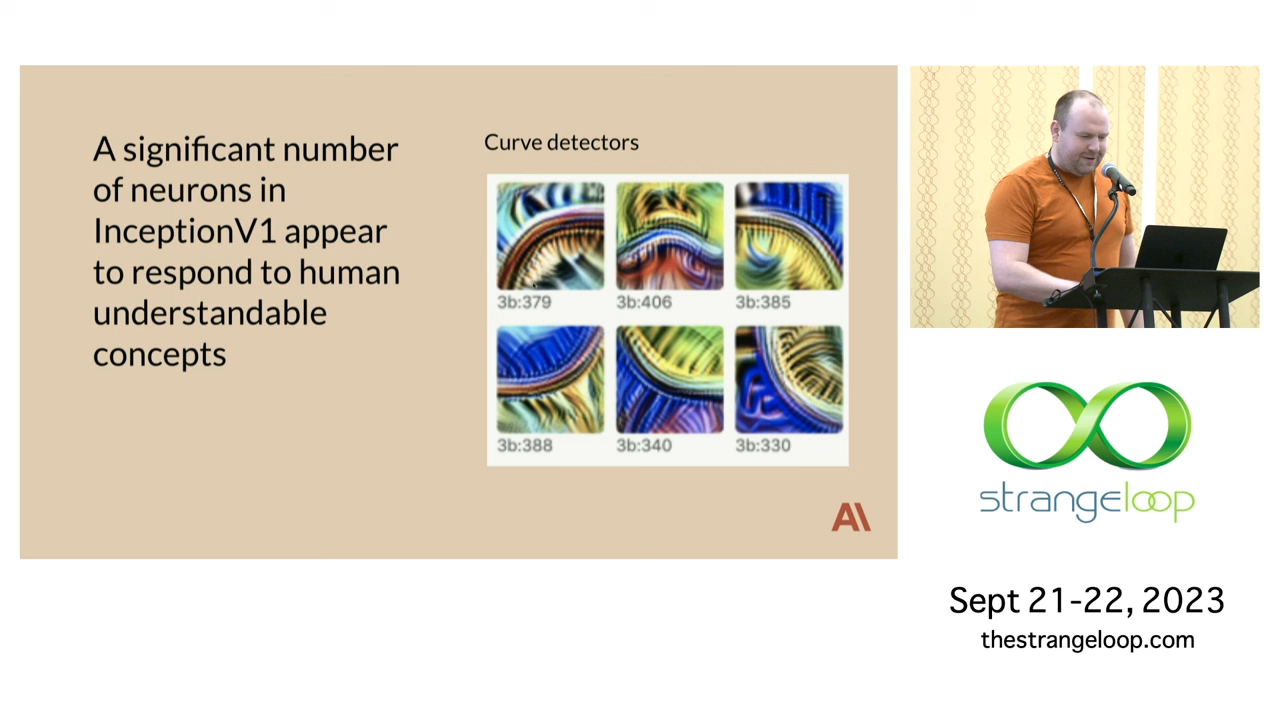 A significant number
of neurons in
InceptionV1 appear
to respond to human
understandable
concepts
Curve detectors
3b:379 3b:406 3b:385
3b:388 3b:340 3b:330
AI
strangeloop
Sept 21-22, 2023
thestrangeloop.com